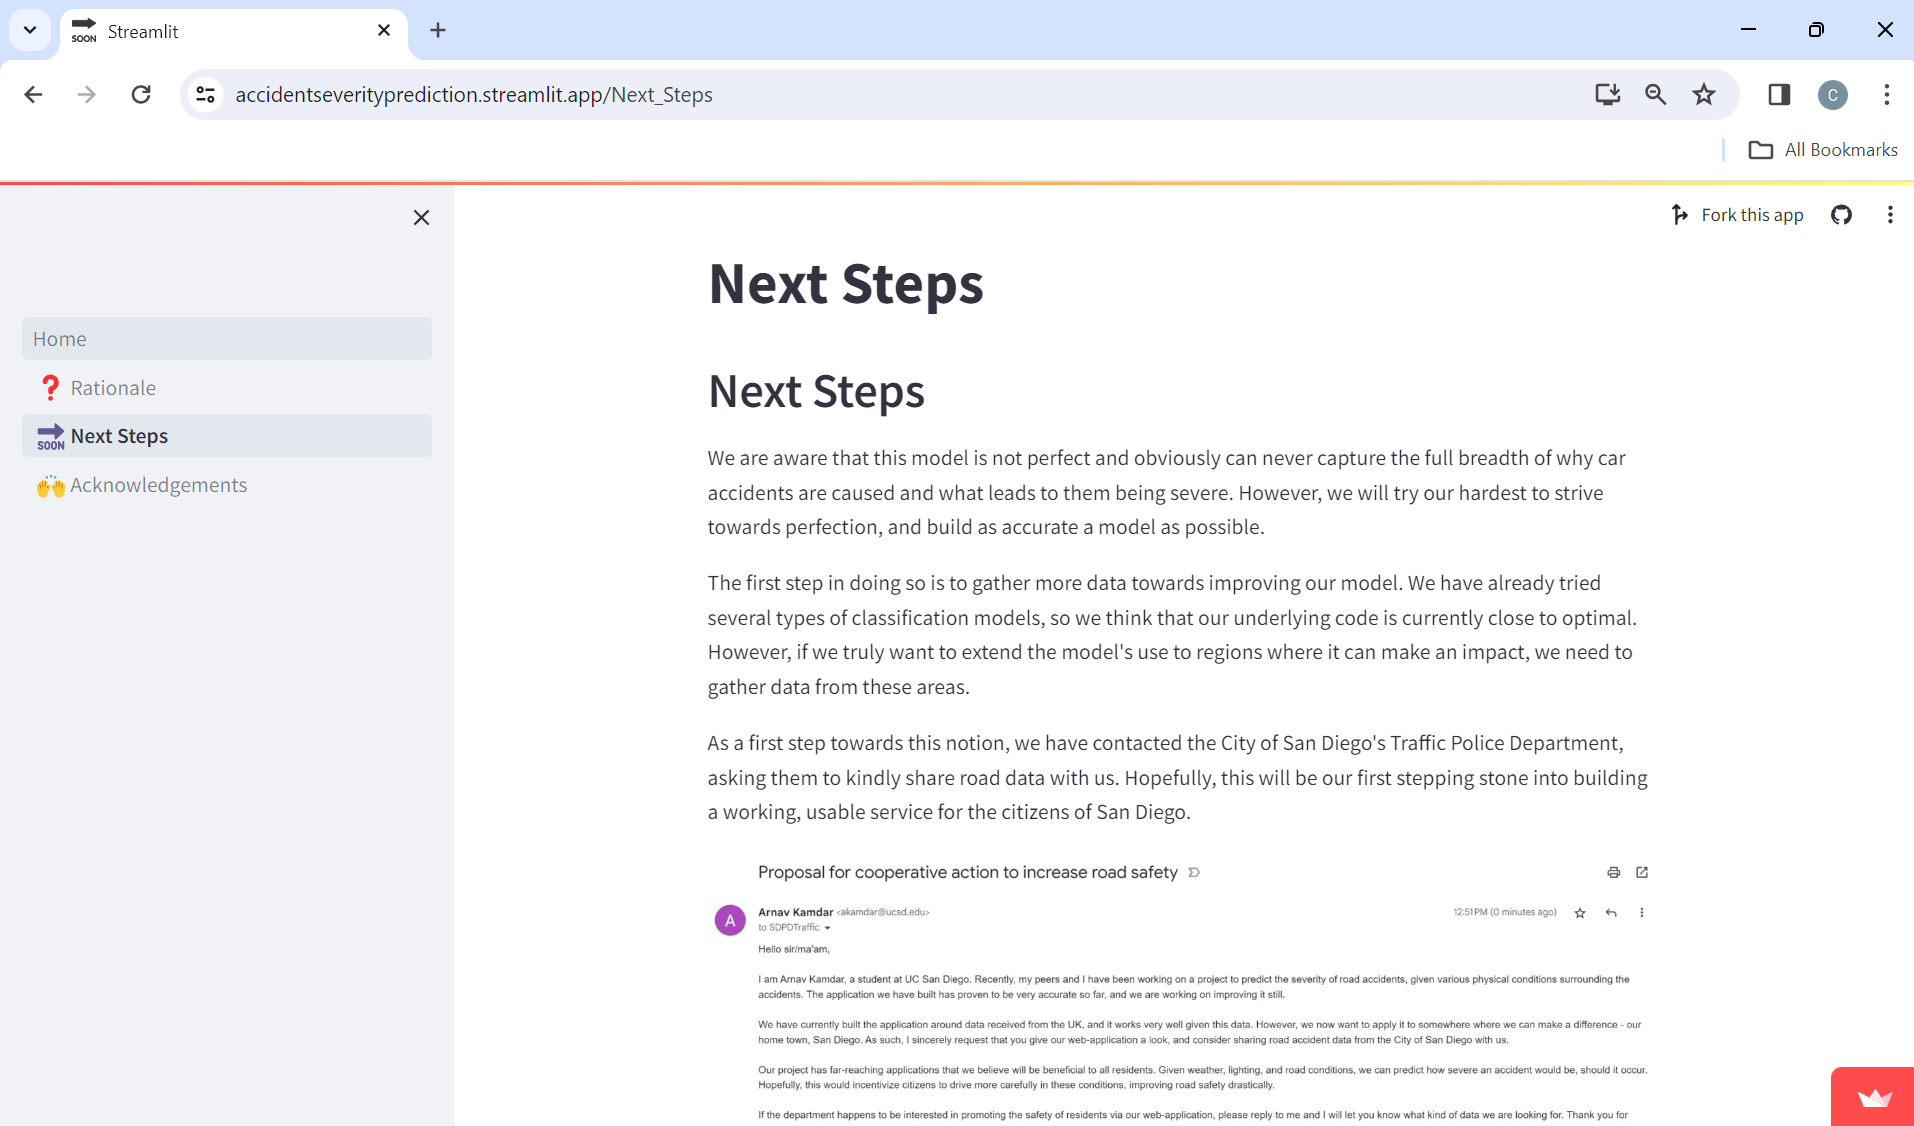 SOON Streamlit
accidentseverityprediction.streamlit.app/Next_Steps
C
All Bookmarks
Fork this app
Home
Rationale
SOON Next Steps
Acknowledgements
Next Steps
Next Steps
We are aware that this model is not perfect and obviously can never capture the full breadth of why car
accidents are caused and what leads to them being severe. However, we will try our hardest to strive
towards perfection, and build as accurate a model as possible.
The first step in doing so is to gather more data towards improving our model. We have already tried
several types of classification models, so we think that our underlying code is currently close to optimal.
However, if we truly want to extend the model's use to regions where it can make an impact, we need to
gather data from these areas.
As a first step towards this notion, we have contacted the City of San Diego's Traffic Police Department,
asking them to kindly share road data with us. Hopefully, this will be our first stepping stone into building
a working, usable service for the citizens of San Diego.
Proposal for cooperative action to increase road safety
A
Arnav Kamdar <akamdar@ucsd.edu>
12:51 PM (0 minutes ago)
to SDPDTraffic
Hello sir/ma'am,
I am Arnav Kamdar, a student at UC San Diego. Recently, my peers and I have been working on a project to predict the severity of road accidents, given various physical conditions surrounding the
accidents. The application we have built has proven to be very accurate so far, and we are working on improving it still.
We have currently built the application around data received from the UK, and it works very well given this data. However, we now want to apply it to somewhere where we can make a difference - our
home town, San Diego. As such, I sincerely request that you give our web-application a look, and consider sharing road accident data from the City of San Diego with us.
Our project has far-reaching applications that we believe will be beneficial to all residents. Given weather, lighting, and road conditions, we can predict how severe an accident would be, should it occur.
Hopefully, this would incentivize citizens to drive more carefully in these conditions, improving road safety drastically.
If the department happens to be interested in promoting the safety of residents via our web-application, please reply to me and I will let you know what kind of data we are looking for. Thank you for